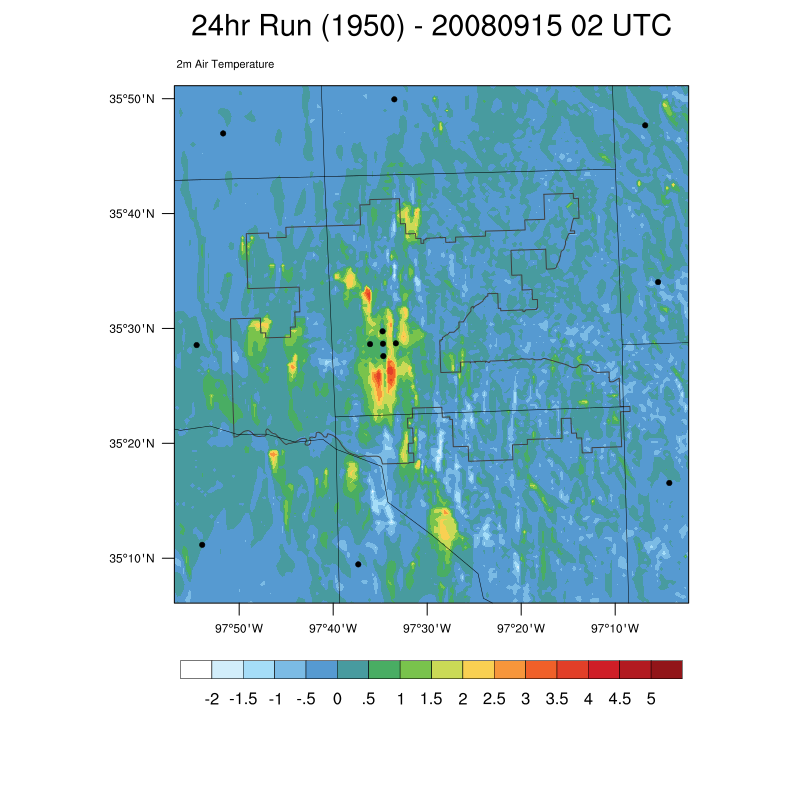 24hr Run (1950) - 20080915 02 UTC
2m Air Temperature
35°50'N
35°40'N
35°30'N
35°20'N
35°10'N
97°50'W 97°40'W 97°30'W 97°20'W 97°10'W
-2 -1.5 -1 -.5 0 .5 1 1.5 2 2.5 3 3.5 4 4.5 5